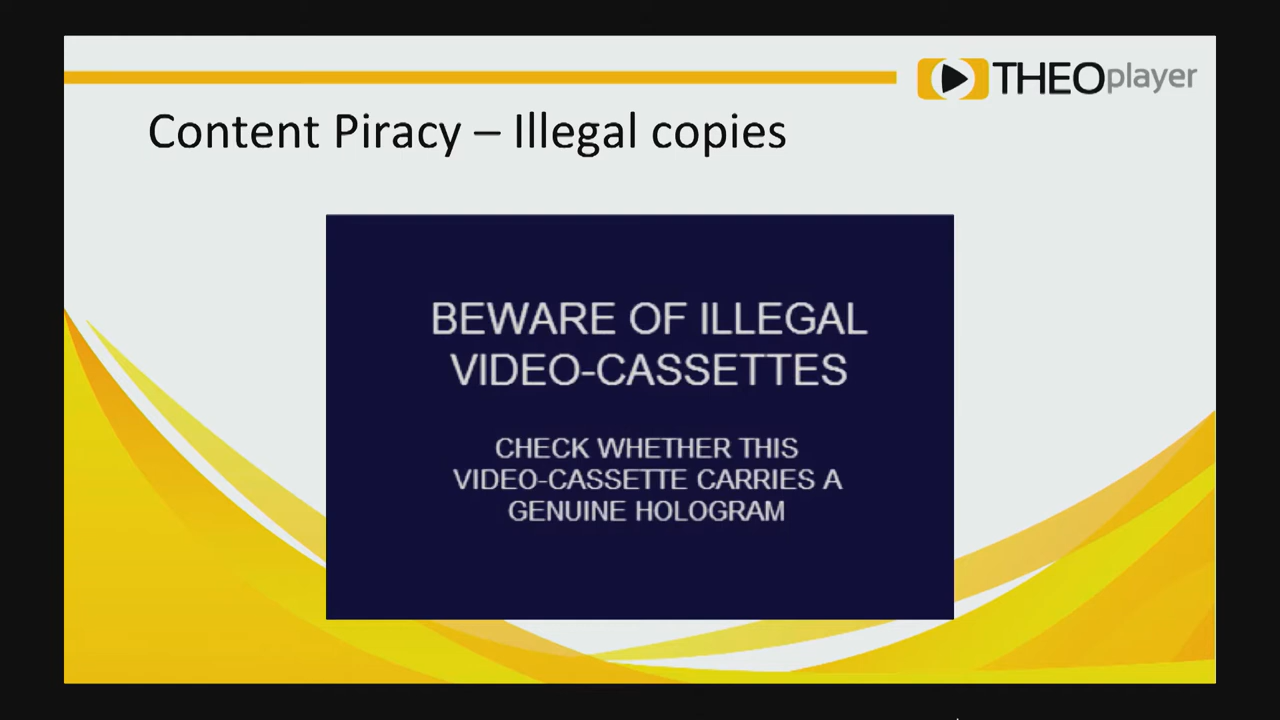 THEOplayer
Content Piracy – Illegal copies
BEWARE OF ILLEGAL
VIDEO-CASSETTES
CHECK WHETHER THIS
VIDEO-CASSETTE CARRIES A
GENUINE HOLOGRAM